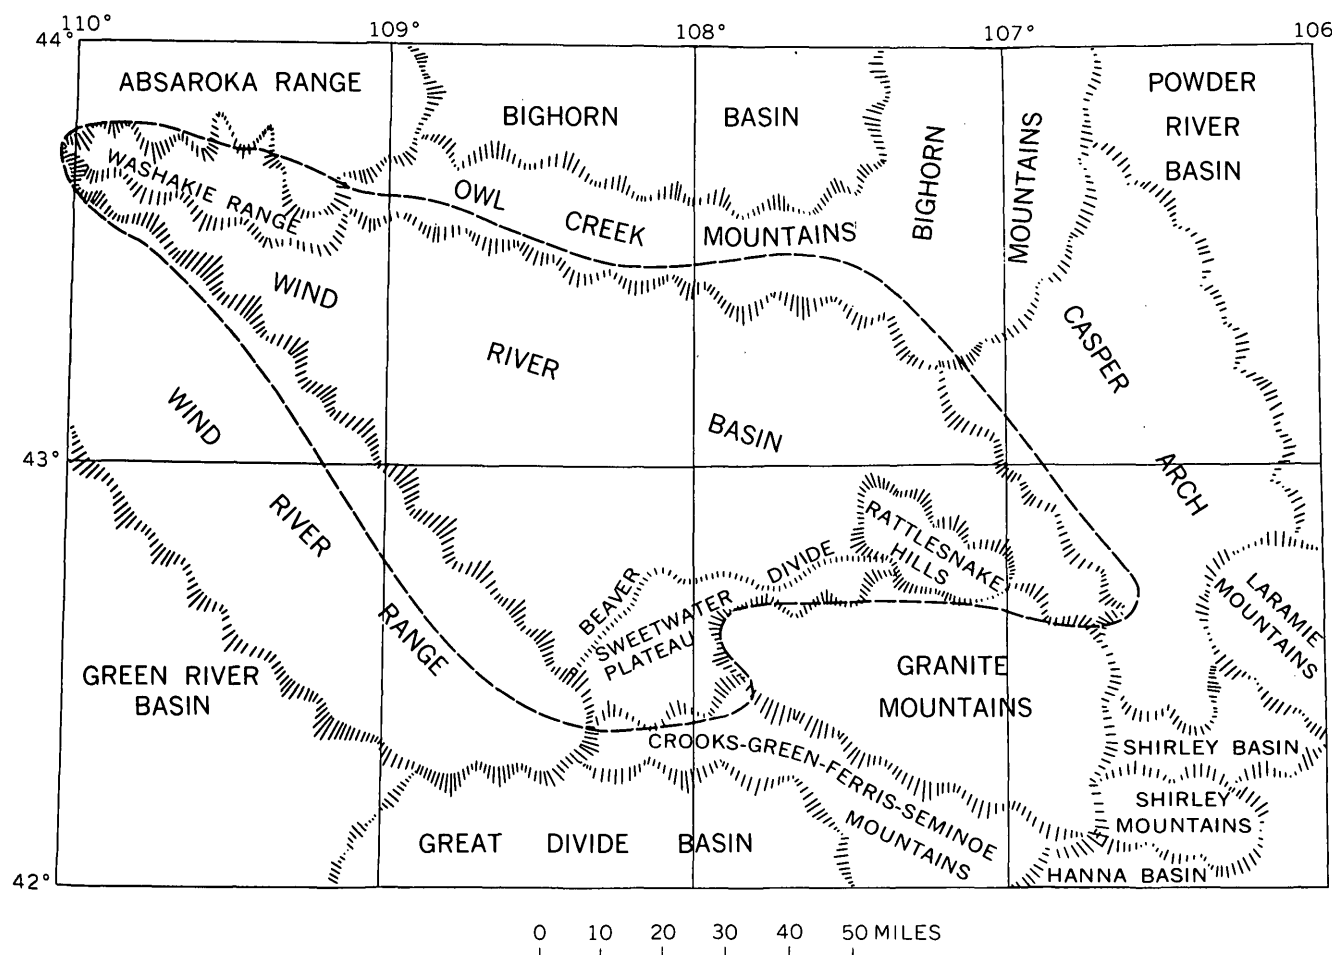 110° 109° 108° 107° 106
44°
ABSAROKA RANGE
BIGHORN BASIN
POWDER
RIVER
BASIN
BIGHORN
MOUNTAINS
WASHAKIE RANGE
OWL
CREEK
MOUNTAINS
WIND
RIVER
BASIN
CASPER
ARCH
WIND
RIVER
RANGE
43°
RATTLESNAKE
HILLS
BEAVER
DIVIDE
SWEETWATER
PLATEAU
LARAMIE
MOUNTAINS
GREEN RIVER
BASIN
GRANITE
MOUNTAINS
CROOKS-GREEN-FERRIS-SEMINOE
MOUNTAINS
SHIRLEY BASIN
SHIRLEY
MOUNTAINS
GREAT DIVIDE BASIN
HANNA BASIN
42°
0 10 20 30 40 50 MILES